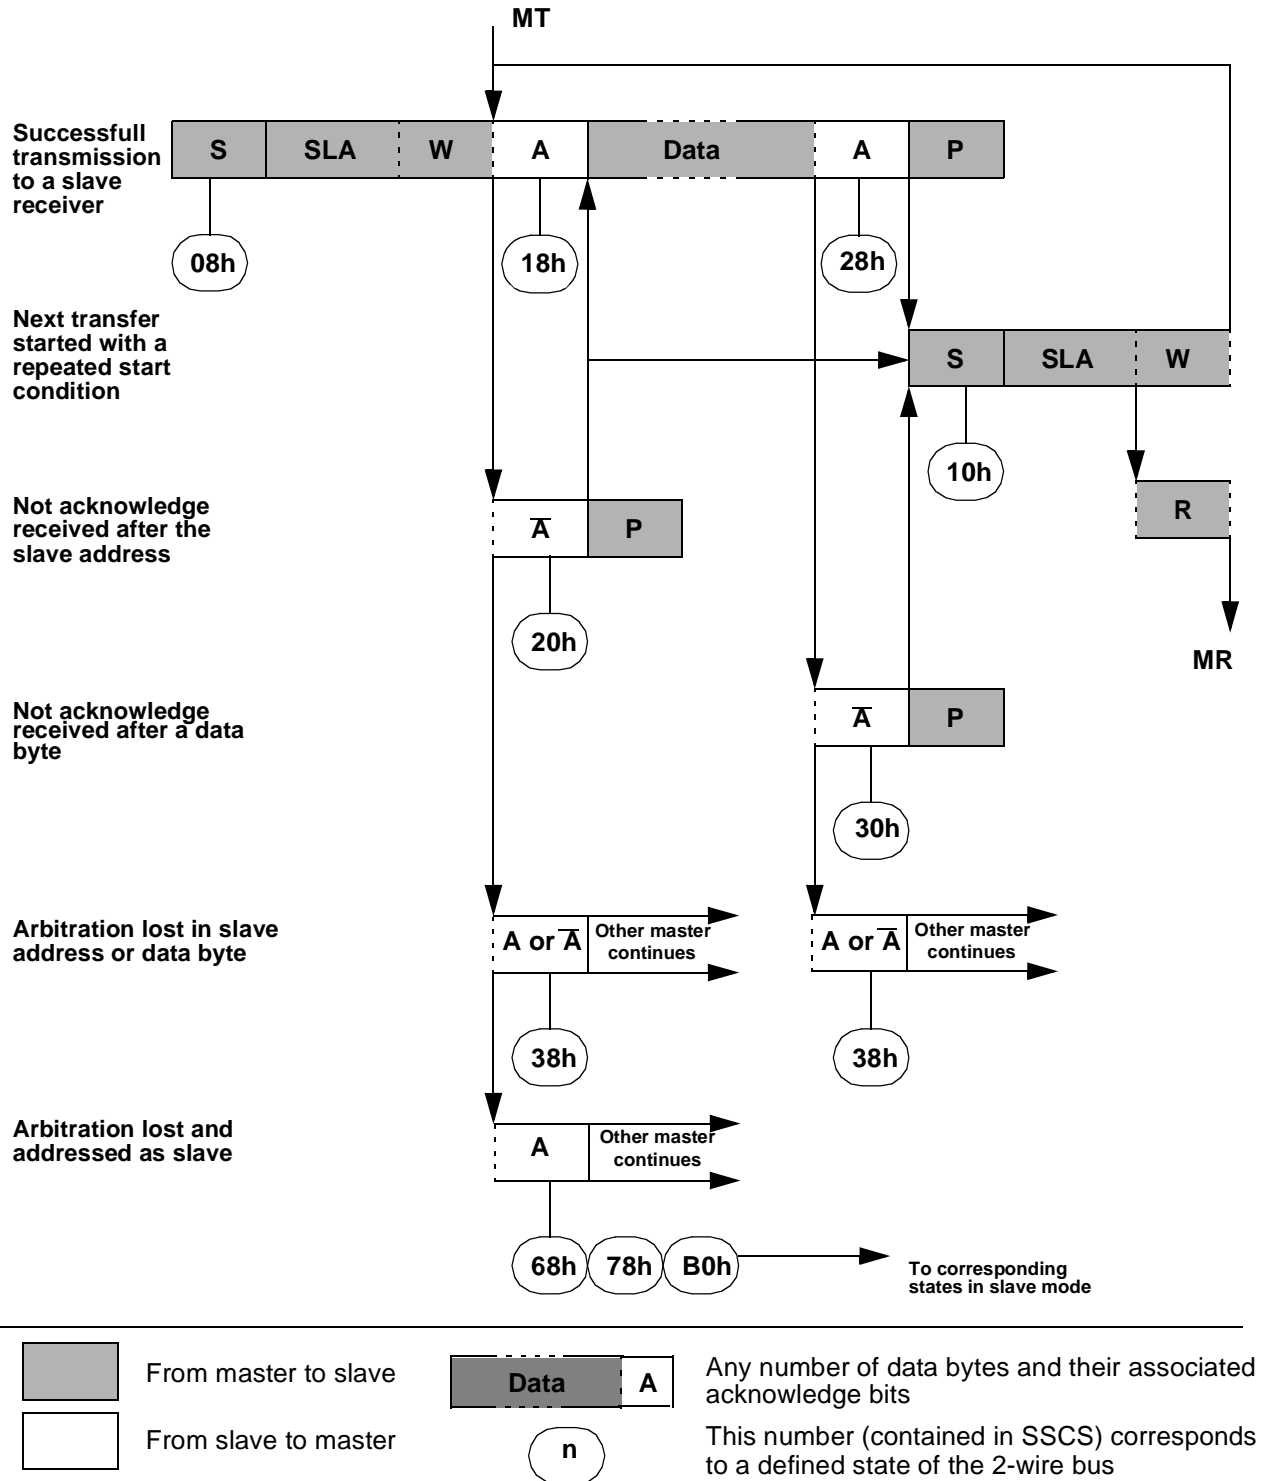 MT
Successfull
transmission
to a slave
receiver
S SLA W A Data A P
08h 18h 28h
Next transfer
started with a
repeated start
condition
S SLA W
10h
Not acknowledge
received after the
slave address
A̅ P
R
20h
MR
Not acknowledge
received after a data
byte
A̅ P
30h
Arbitration lost in slave
address or data byte
A or A̅ Other master
continues
A or A̅ Other master
continues
38h 38h
Arbitration lost and
addressed as slave
A Other master
continues
68h 78h B0h
To corresponding
states in slave mode
From master to slave
Data A
Any number of data bytes and their associated
acknowledge bits
From slave to master
n
This number (contained in SSCS) corresponds
to a defined state of the 2-wire bus